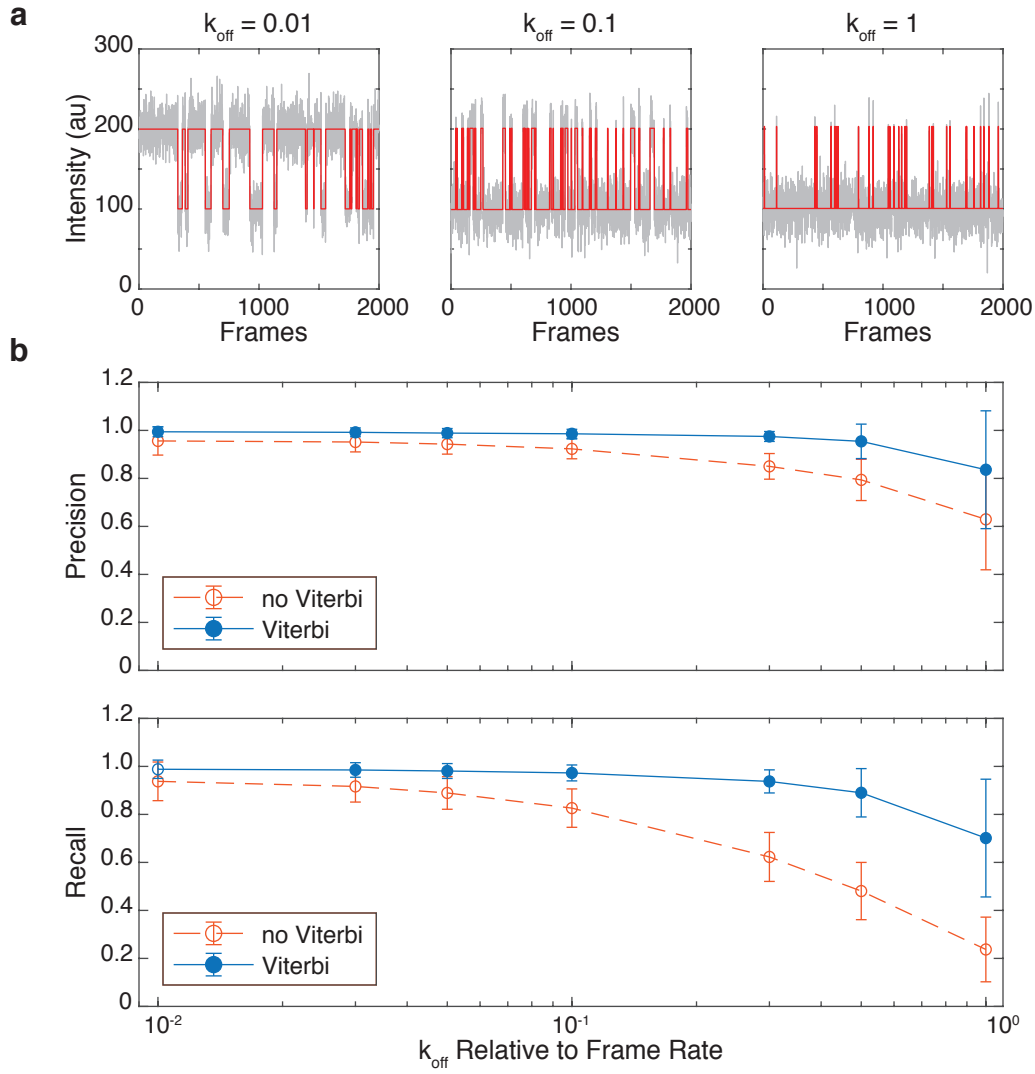 a
k_off = 0.01
k_off = 0.1
k_off = 1
Intensity (au)
300
200
100
0
0 1000 2000
Frames
0 1000 2000
Frames
0 1000 2000
Frames
b
Precision
1.2
1.0
0.8
0.6
0.4
0.2
0
no Viterbi
Viterbi
Recall
1.2
1.0
0.8
0.6
0.4
0.2
0
no Viterbi
Viterbi
10^-2 10^-1 10^0
k_off Relative to Frame Rate